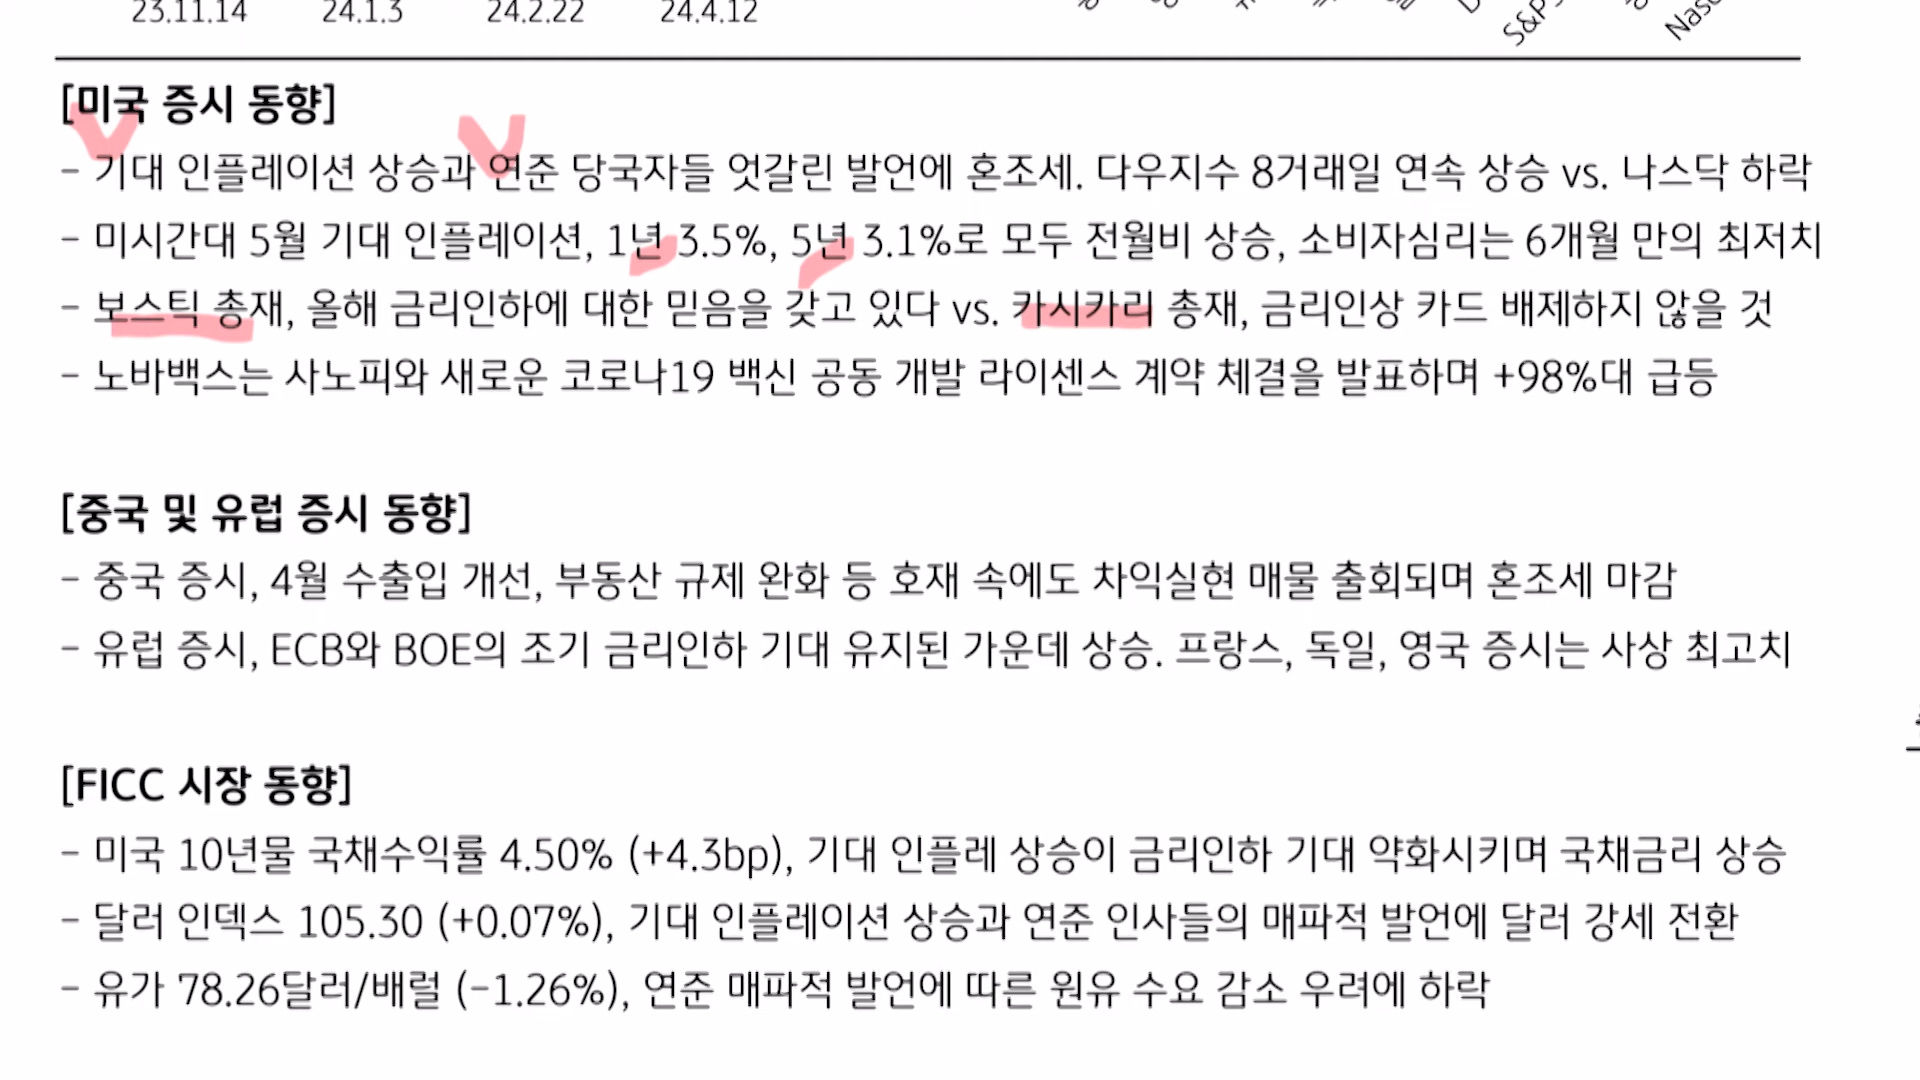 23.11.14 24.1.3 24.2.22 24.4.12
S&P
Nas
[미국 증시 동향]
- 기대 인플레이션 상승과 연준 당국자들 엇갈린 발언에 혼조세. 다우지수 8거래일 연속 상승 vs. 나스닥 하락
- 미시간대 5월 기대 인플레이션, 1년 3.5%, 5년 3.1%로 모두 전월비 상승, 소비자심리는 6개월 만의 최저치
- 보스틱 총재, 올해 금리인하에 대한 믿음을 갖고 있다 vs. 카시카리 총재, 금리인상 카드 배제하지 않을 것
- 노바백스는 사노피와 새로운 코로나19 백신 공동 개발 라이센스 계약 체결을 발표하며 +98%대 급등
[중국 및 유럽 증시 동향]
- 중국 증시, 4월 수출입 개선, 부동산 규제 완화 등 호재 속에도 차익실현 매물 출회되며 혼조세 마감
- 유럽 증시, ECB와 BOE의 조기 금리인하 기대 유지된 가운데 상승. 프랑스, 독일, 영국 증시는 사상 최고치
[FICC 시장 동향]
- 미국 10년물 국채수익률 4.50% (+4.3bp), 기대 인플레 상승이 금리인하 기대 약화시키며 국채금리 상승
- 달러 인덱스 105.30 (+0.07%), 기대 인플레이션 상승과 연준 인사들의 매파적 발언에 달러 강세 전환
- 유가 78.26달러/배럴 (-1.26%), 연준 매파적 발언에 따른 원유 수요 감소 우려에 하락